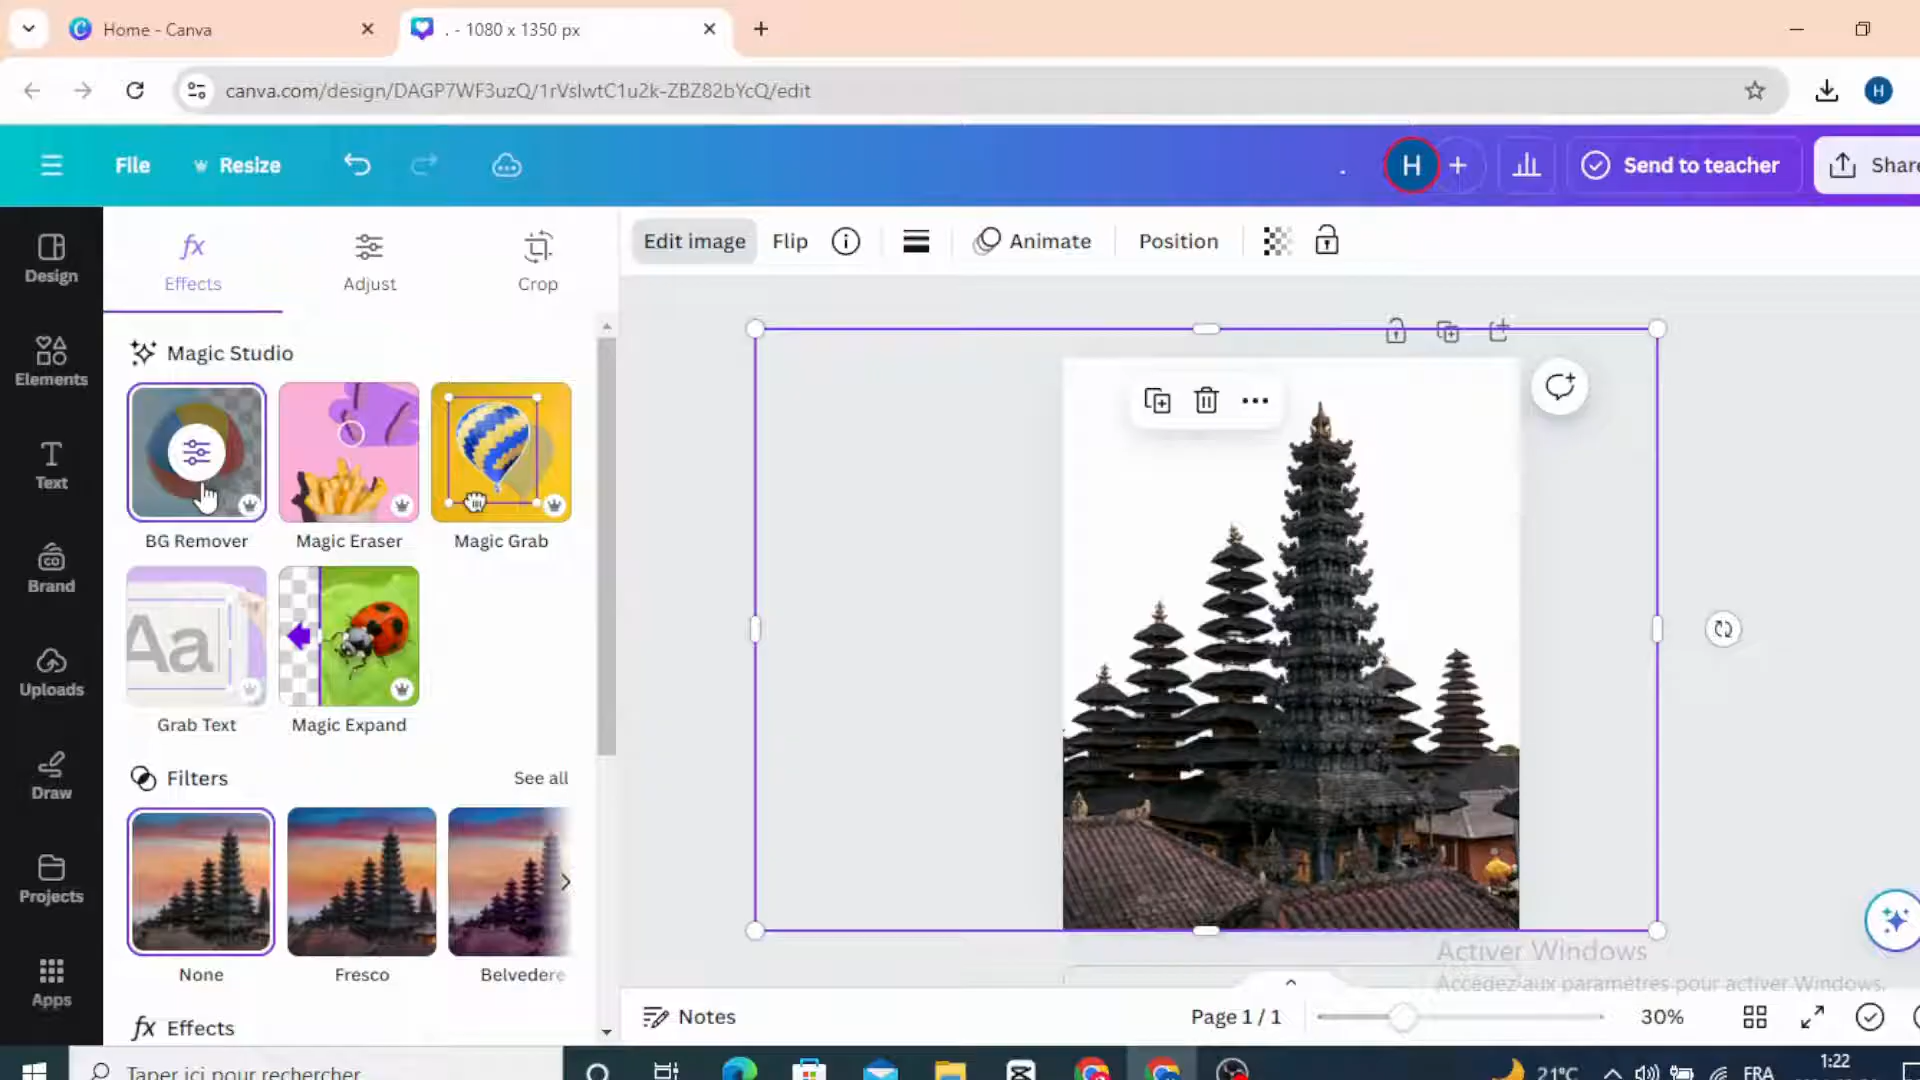 Home - Canva
. - 1080 x 1350 px
canva.com/design/DAGP7WF3uzQ/1rVslwtC1u2k-ZBZ82bYcQ/edit
H
File
Resize
.
H
Send to teacher
Share
Design
Elements
Text
Brand
Uploads
Draw
Projects
Apps
Effects
Adjust
Crop
Magic Studio
BG Remover
Magic Eraser
Magic Grab
Aa
Grab Text
Magic Expand
Filters
See all
None
Fresco
Belvedere
fx Effects
Edit image
Flip
Animate
Position
Activer Windows
Accédez aux paramètres pour activer Windows.
Notes
Page 1 / 1
30%
Taper ici pour rechercher
21°C
FRA
1:22